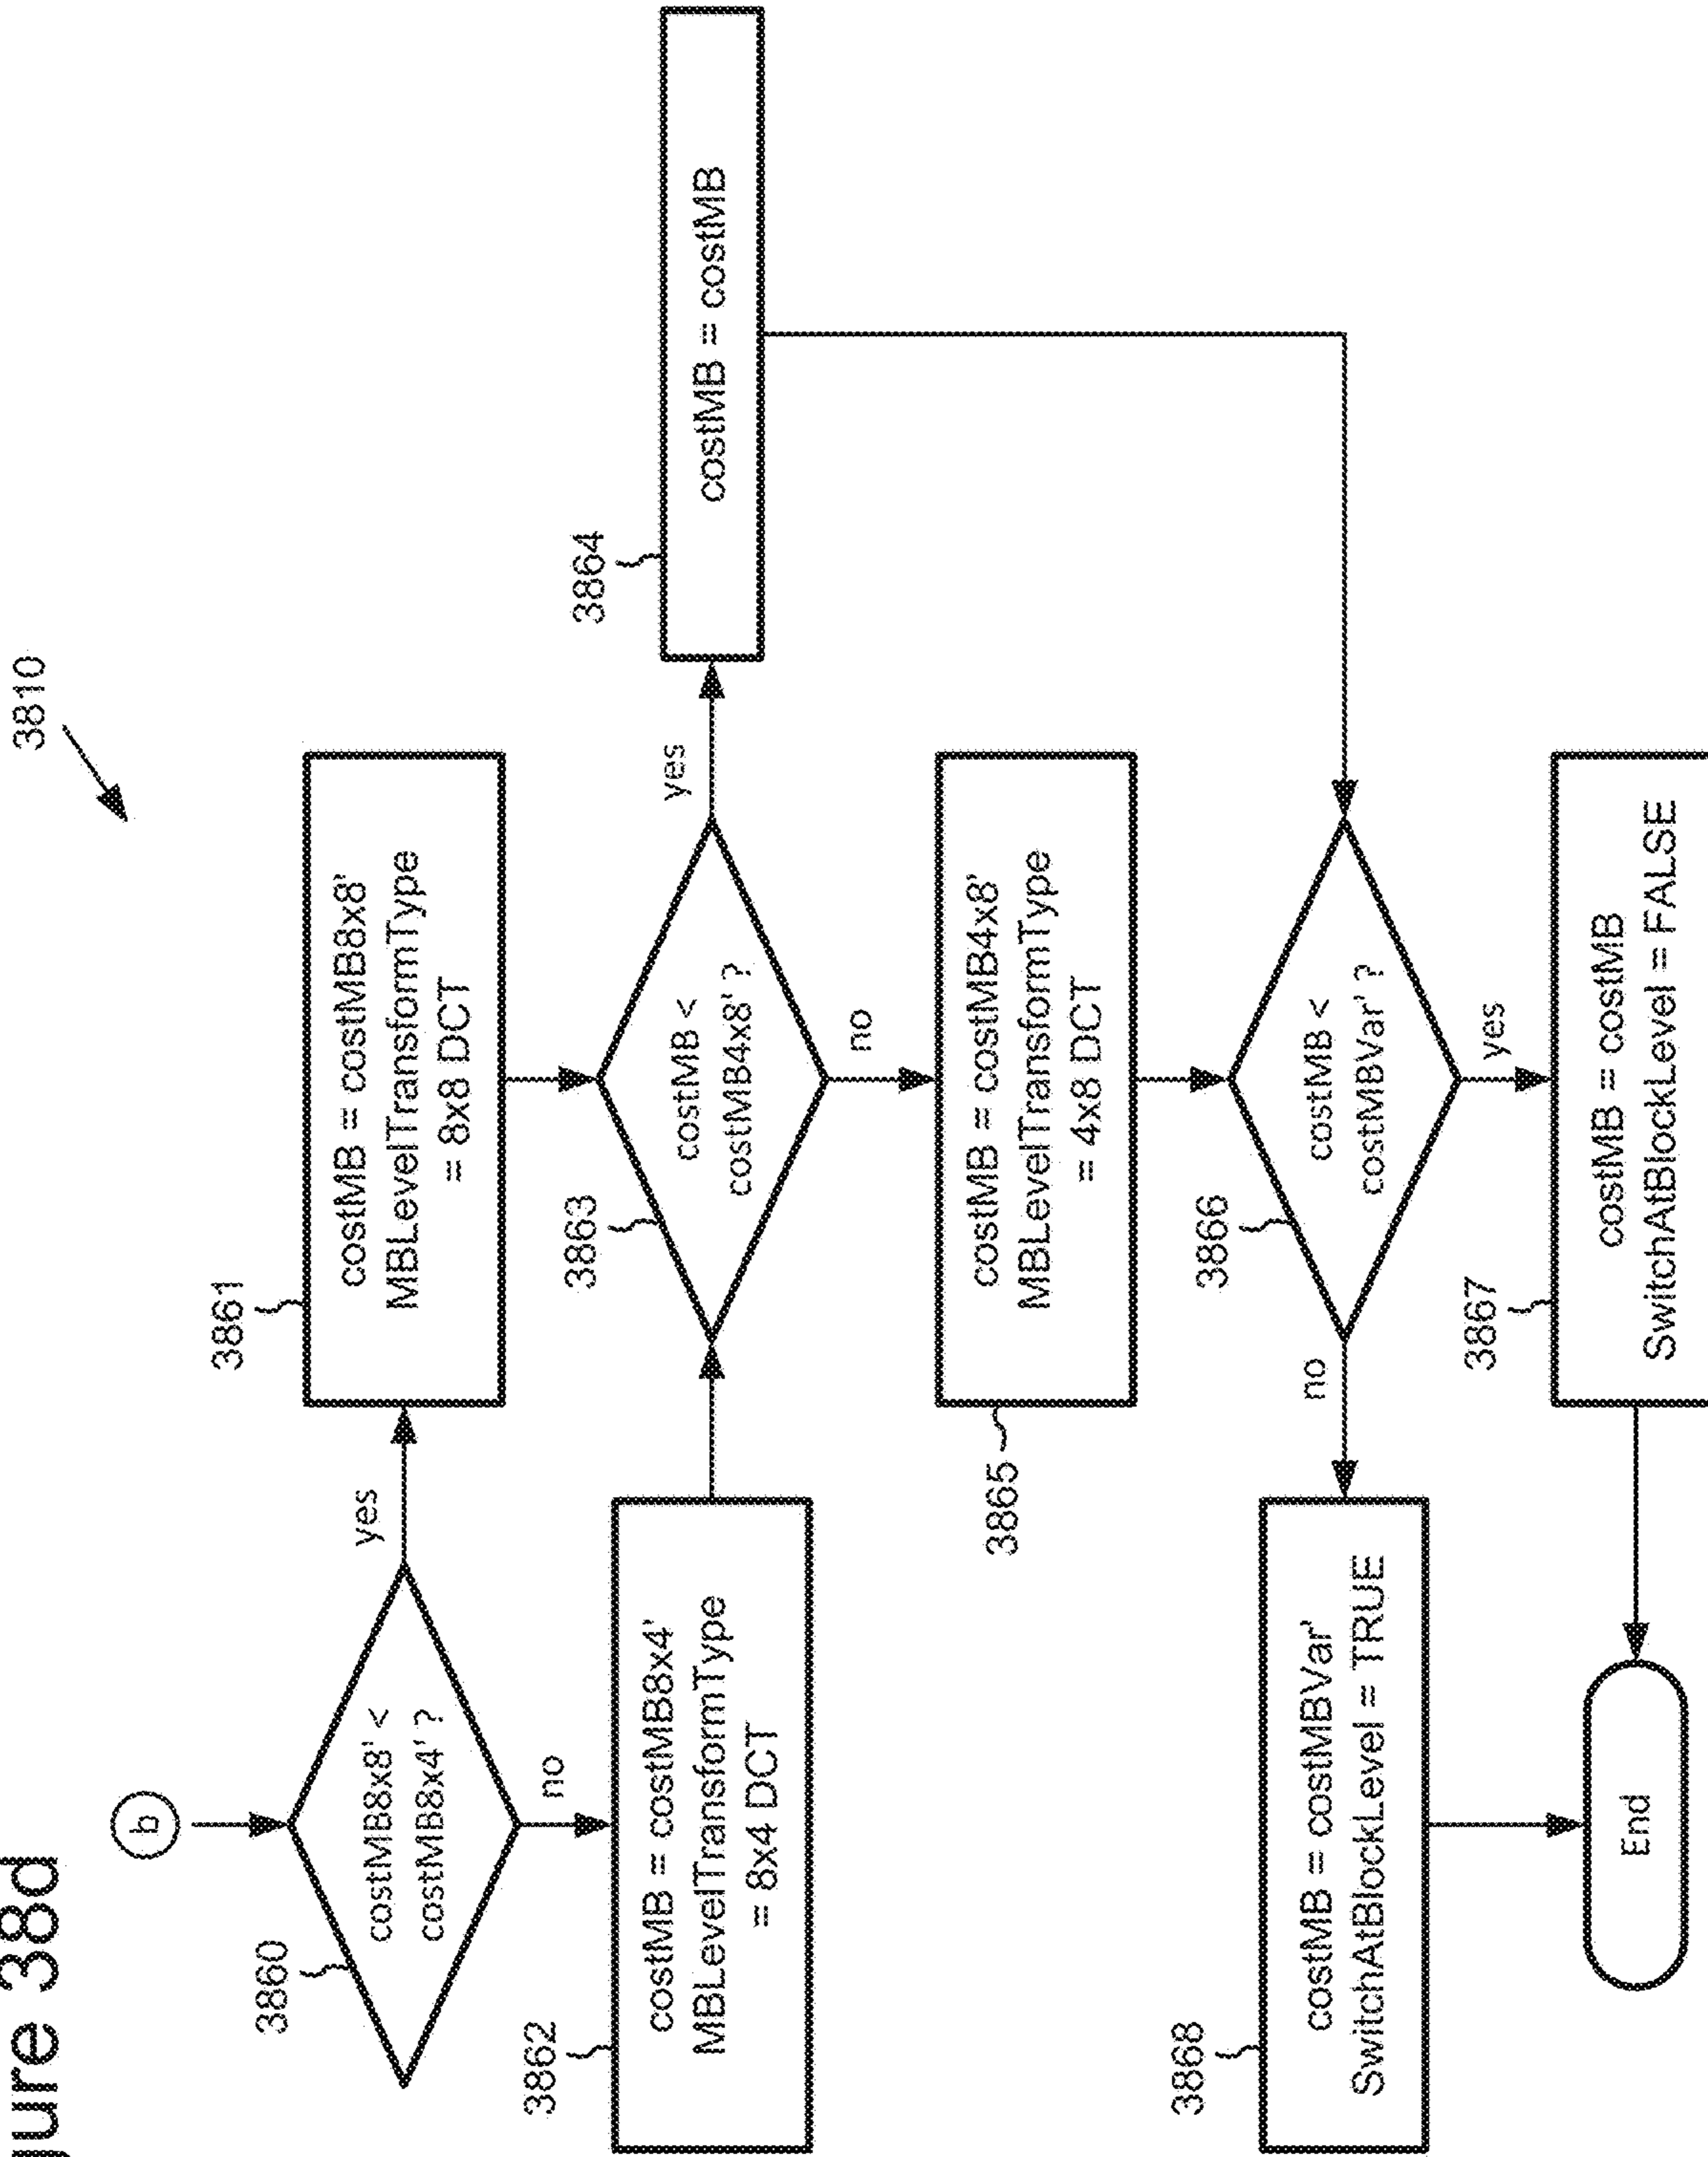 ure 38d
3810
b
3860
costMB8x8' <
costMB8x4' ?
yes
no
3861
costMB = costMB8x8'
MBLevelTransformType
= 8x8 DCT
3862
costMB = costMB8x4'
MBLevelTransformType
= 8x4 DCT
3863
costMB <
costMB4x8' ?
yes
no
3864
costMB = costMB
3865
costMB = costMB4x8'
MBLevelTransformType
= 4x8 DCT
3866
costMB <
costMBVar' ?
no
yes
3868
costMB = costMBVar'
SwitchAtBlockLevel = TRUE
3867
costMB = costMB
SwitchAtBlockLevel = FALSE
End